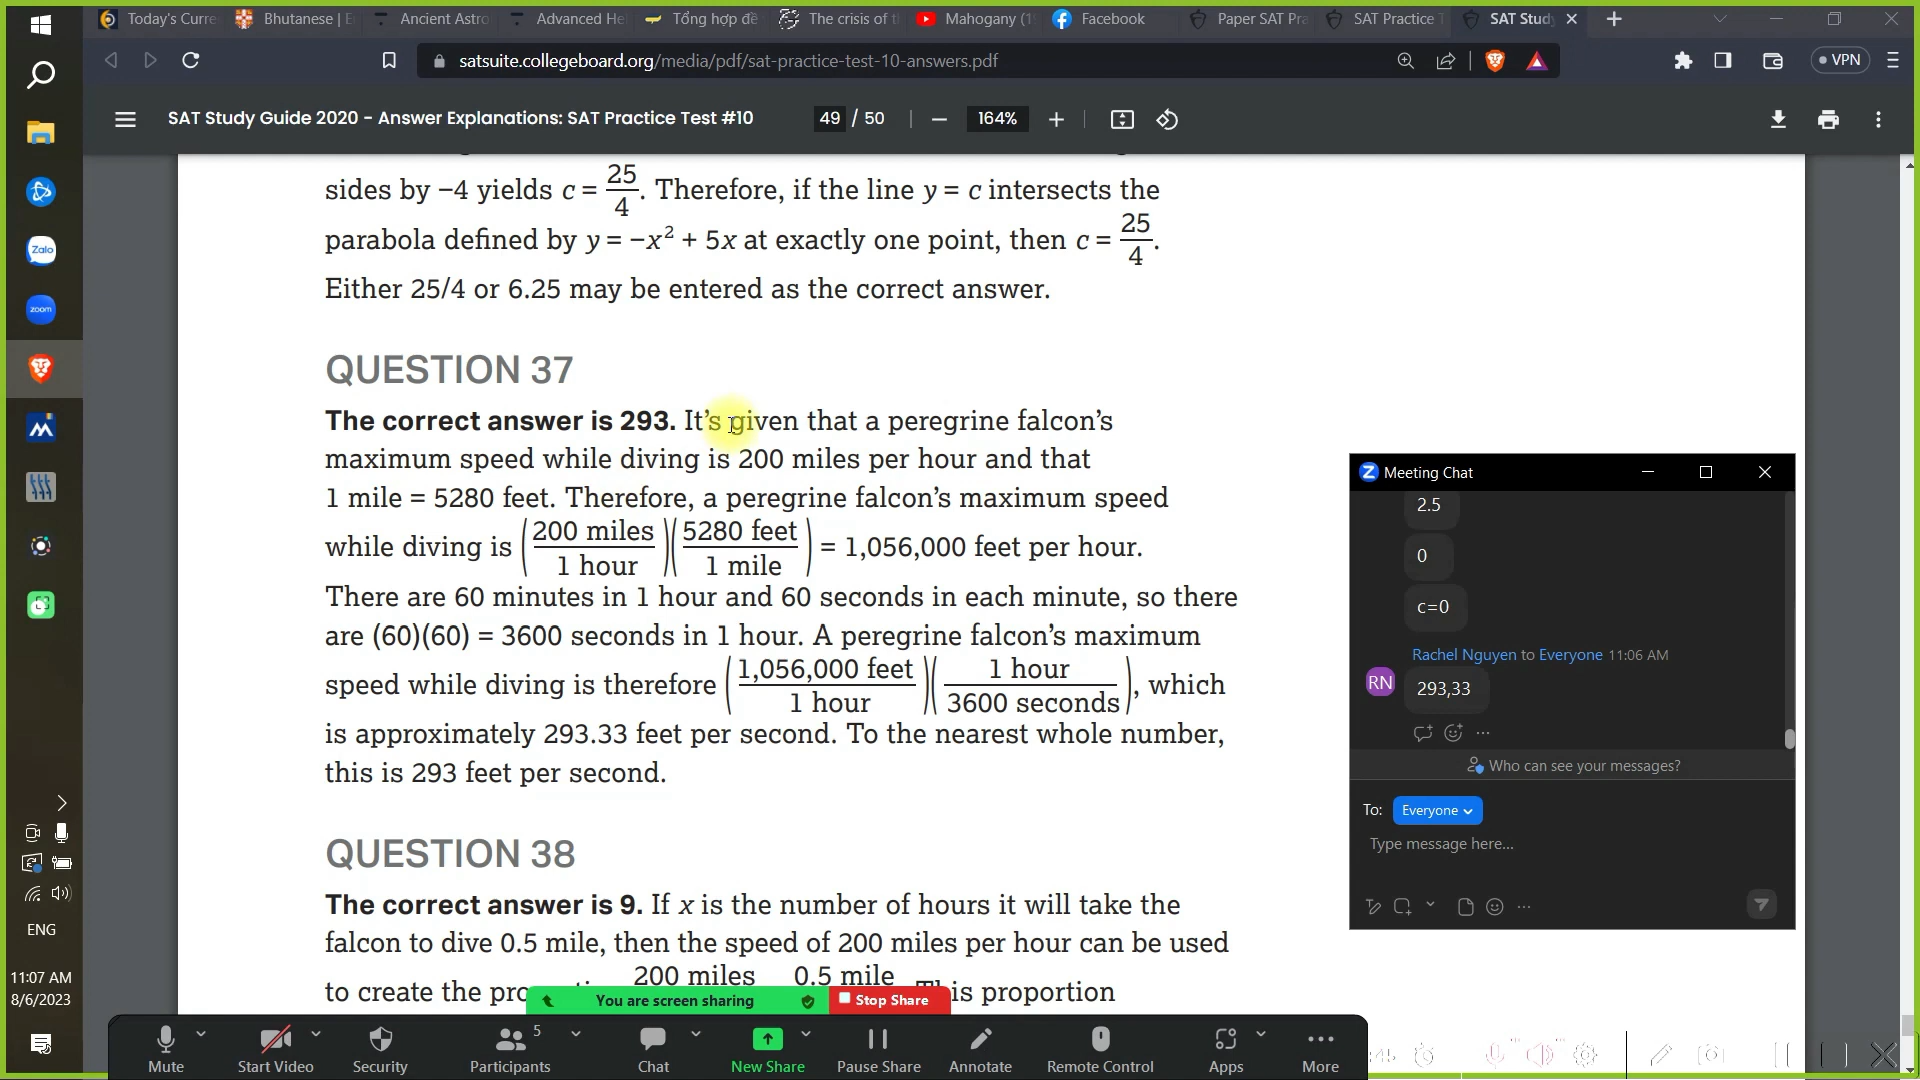 Today's Curre
Bhutanese | E
Ancient Astro
Advanced Hel
Tổng hợp đề
The crisis of t
Mahogany (1
Facebook
Paper SAT Pra
SAT Practice T
SAT Stud
satsuite.collegeboard.org/media/pdf/sat-practice-test-10-answers.pdf
VPN
SAT Study Guide 2020 – Answer Explanations: SAT Practice Test #10
49 / 50
164%
sides by −4 yields c = 25/4. Therefore, if the line y = c intersects the
parabola defined by y = −x² + 5x at exactly one point, then c = 25/4.
Either 25/4 or 6.25 may be entered as the correct answer.
QUESTION 37
The correct answer is 293. It's given that a peregrine falcon's
maximum speed while diving is 200 miles per hour and that
1 mile = 5280 feet. Therefore, a peregrine falcon's maximum speed
while diving is (200 miles/1 hour)(5280 feet/1 mile) = 1,056,000 feet per hour.
There are 60 minutes in 1 hour and 60 seconds in each minute, so there
are (60)(60) = 3600 seconds in 1 hour. A peregrine falcon's maximum
speed while diving is therefore (1,056,000 feet/1 hour)(1 hour/3600 seconds), which
is approximately 293.33 feet per second. To the nearest whole number,
this is 293 feet per second.
QUESTION 38
The correct answer is 9. If x is the number of hours it will take the
falcon to dive 0.5 mile, then the speed of 200 miles per hour can be used
to create the pro 200 miles 0.5 mile is proportion
Meeting Chat
2.5
0
c=0
Rachel Nguyen to Everyone 11:06 AM
RN
293,33
Who can see your messages?
To: Everyone
Type message here...
Zalo
zoom
ENG
11:07 AM
8/6/2023
You are screen sharing
Stop Share
Mute
Start Video
Security
5
Participants
Chat
New Share
Pause Share
Annotate
Remote Control
Apps
More